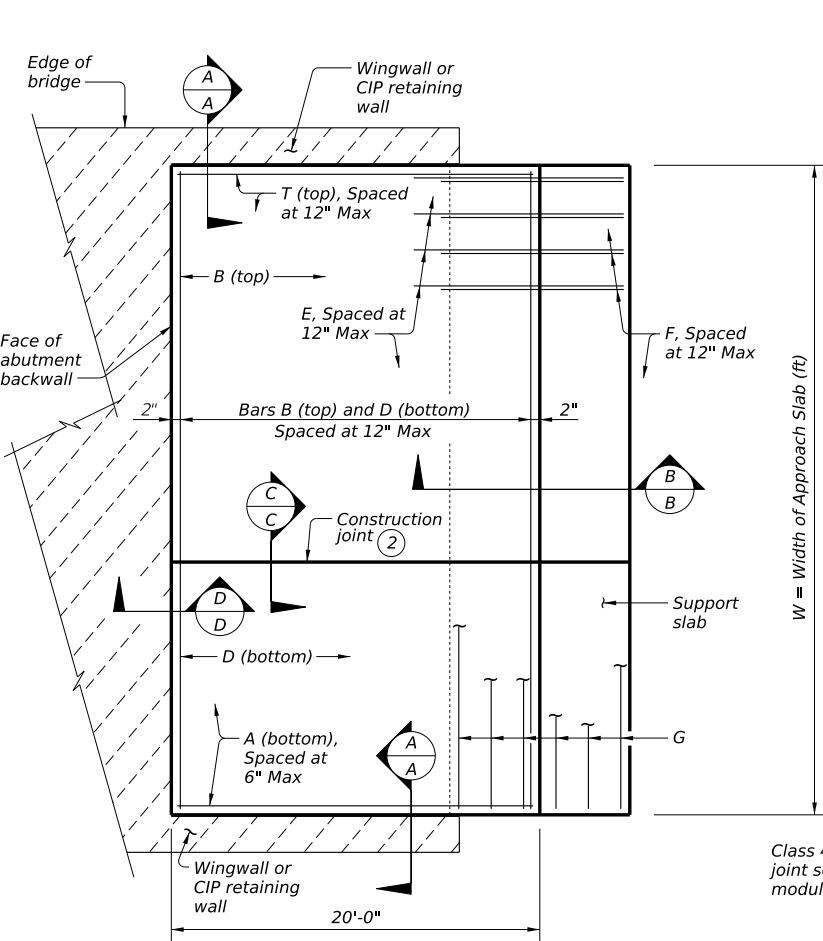 Edge of
bridge
A
A
Wingwall or
CIP retaining
wall
T (top), Spaced
at 12" Max
B (top)
E, Spaced at
12" Max
F, Spaced
at 12" Max
Face of
abutment
backwall
2"
Bars B (top) and D (bottom)
Spaced at 12" Max
2"
W = Width of Approach Slab (ft)
B
B
C
C
Construction
joint 2
D
D
Support
slab
D (bottom)
A (bottom),
Spaced at
6" Max
A
A
G
Wingwall or
CIP retaining
wall
20'-0"
Class
joint